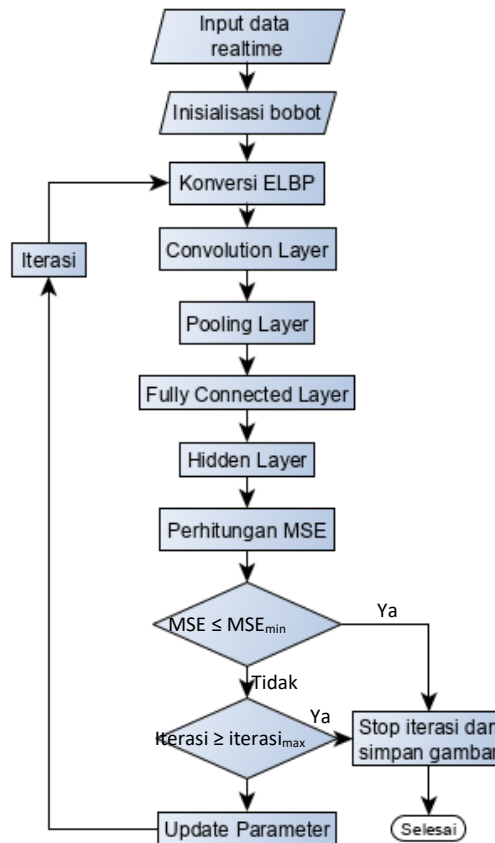 Input data
realtime
Inisialisasi bobot
Konversi ELBP
Iterasi
Convolution Layer
Pooling Layer
Fully Connected Layer
Hidden Layer
Perhitungan MSE
MSE ≤ MSEmin
Ya
Tidak
Iterasi ≥ iterasimax
Ya
Stop iterasi dan
simpan gambar
Update Parameter
Selesai